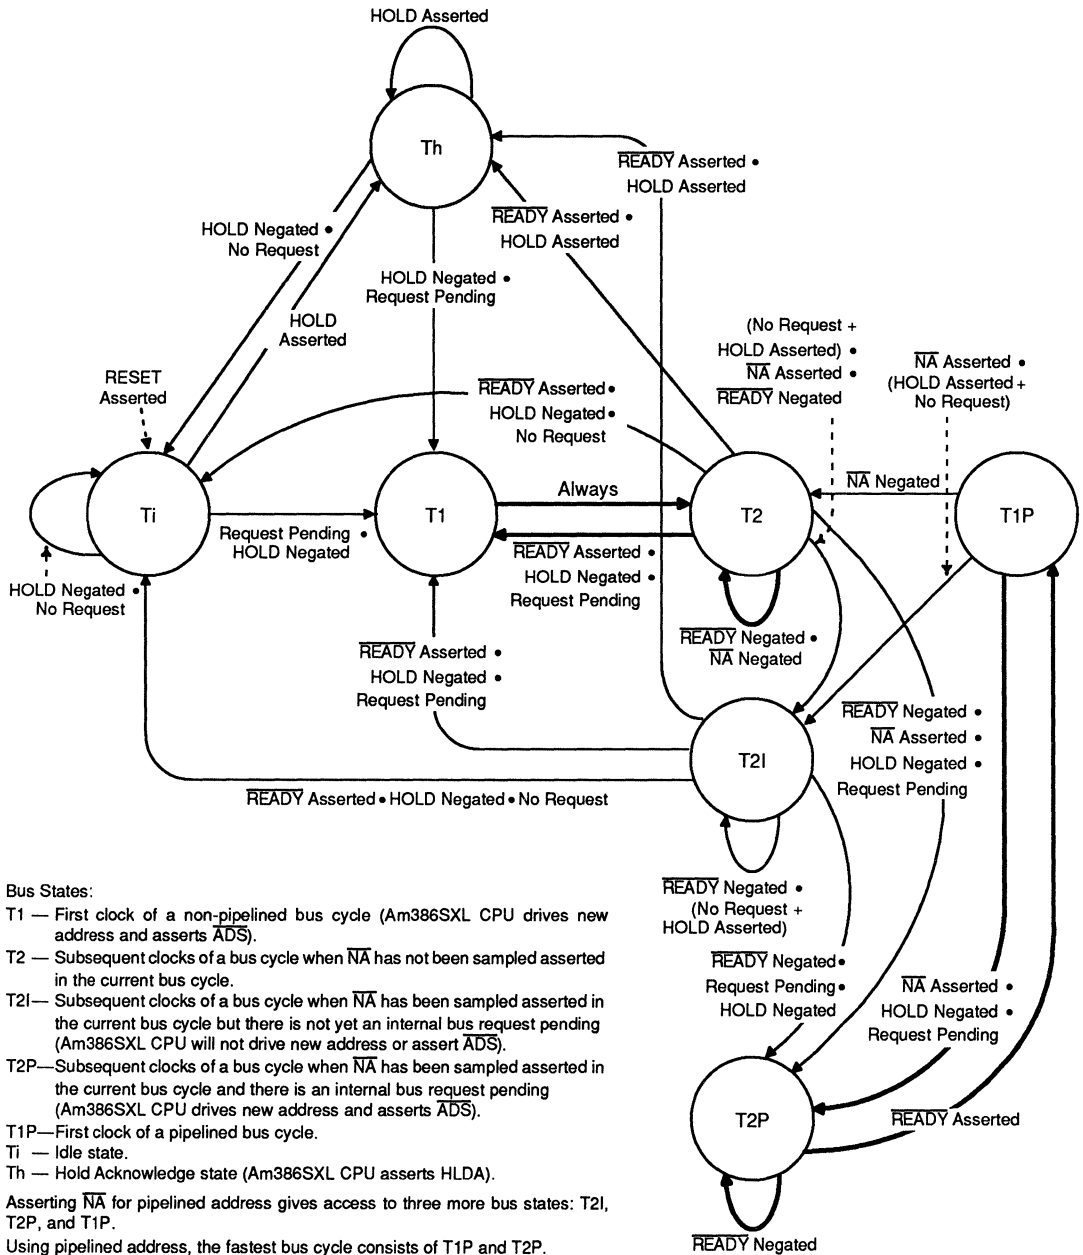 HOLD Asserted
Th
READY Asserted •
HOLD Asserted
READY Asserted •
HOLD Asserted
HOLD Negated •
No Request
HOLD Negated •
Request Pending
HOLD
Asserted
(No Request +
HOLD Asserted) •
NA Asserted •
READY Negated
NA Asserted •
(HOLD Asserted +
No Request)
RESET
Asserted
READY Asserted •
HOLD Negated •
No Request
Ti
T1
T2
T1P
Always
NA Negated
Request Pending •
HOLD Negated
READY Asserted •
HOLD Negated •
Request Pending
HOLD Negated •
No Request
READY Negated •
NA Negated
READY Asserted •
HOLD Negated •
Request Pending
READY Negated •
NA Asserted •
HOLD Negated •
Request Pending
T2I
READY Asserted • HOLD Negated • No Request
READY Negated •
(No Request +
HOLD Asserted)
READY Negated •
Request Pending •
HOLD Negated
NA Asserted •
HOLD Negated •
Request Pending
T2P
READY Asserted
READY Negated
Bus States:
T1 — First clock of a non-pipelined bus cycle (Am386SXL CPU drives new
address and asserts ADS).
T2 — Subsequent clocks of a bus cycle when NA has not been sampled asserted
in the current bus cycle.
T2I— Subsequent clocks of a bus cycle when NA has been sampled asserted in
the current bus cycle but there is not yet an internal bus request pending
(Am386SXL CPU will not drive new address or assert ADS).
T2P—Subsequent clocks of a bus cycle when NA has been sampled asserted in
the current bus cycle and there is an internal bus request pending
(Am386SXL CPU drives new address and asserts ADS).
T1P—First clock of a pipelined bus cycle.
Ti — Idle state.
Th — Hold Acknowledge state (Am386SXL CPU asserts HLDA).
Asserting NA for pipelined address gives access to three more bus states: T2I,
T2P, and T1P.
Using pipelined address, the fastest bus cycle consists of T1P and T2P.